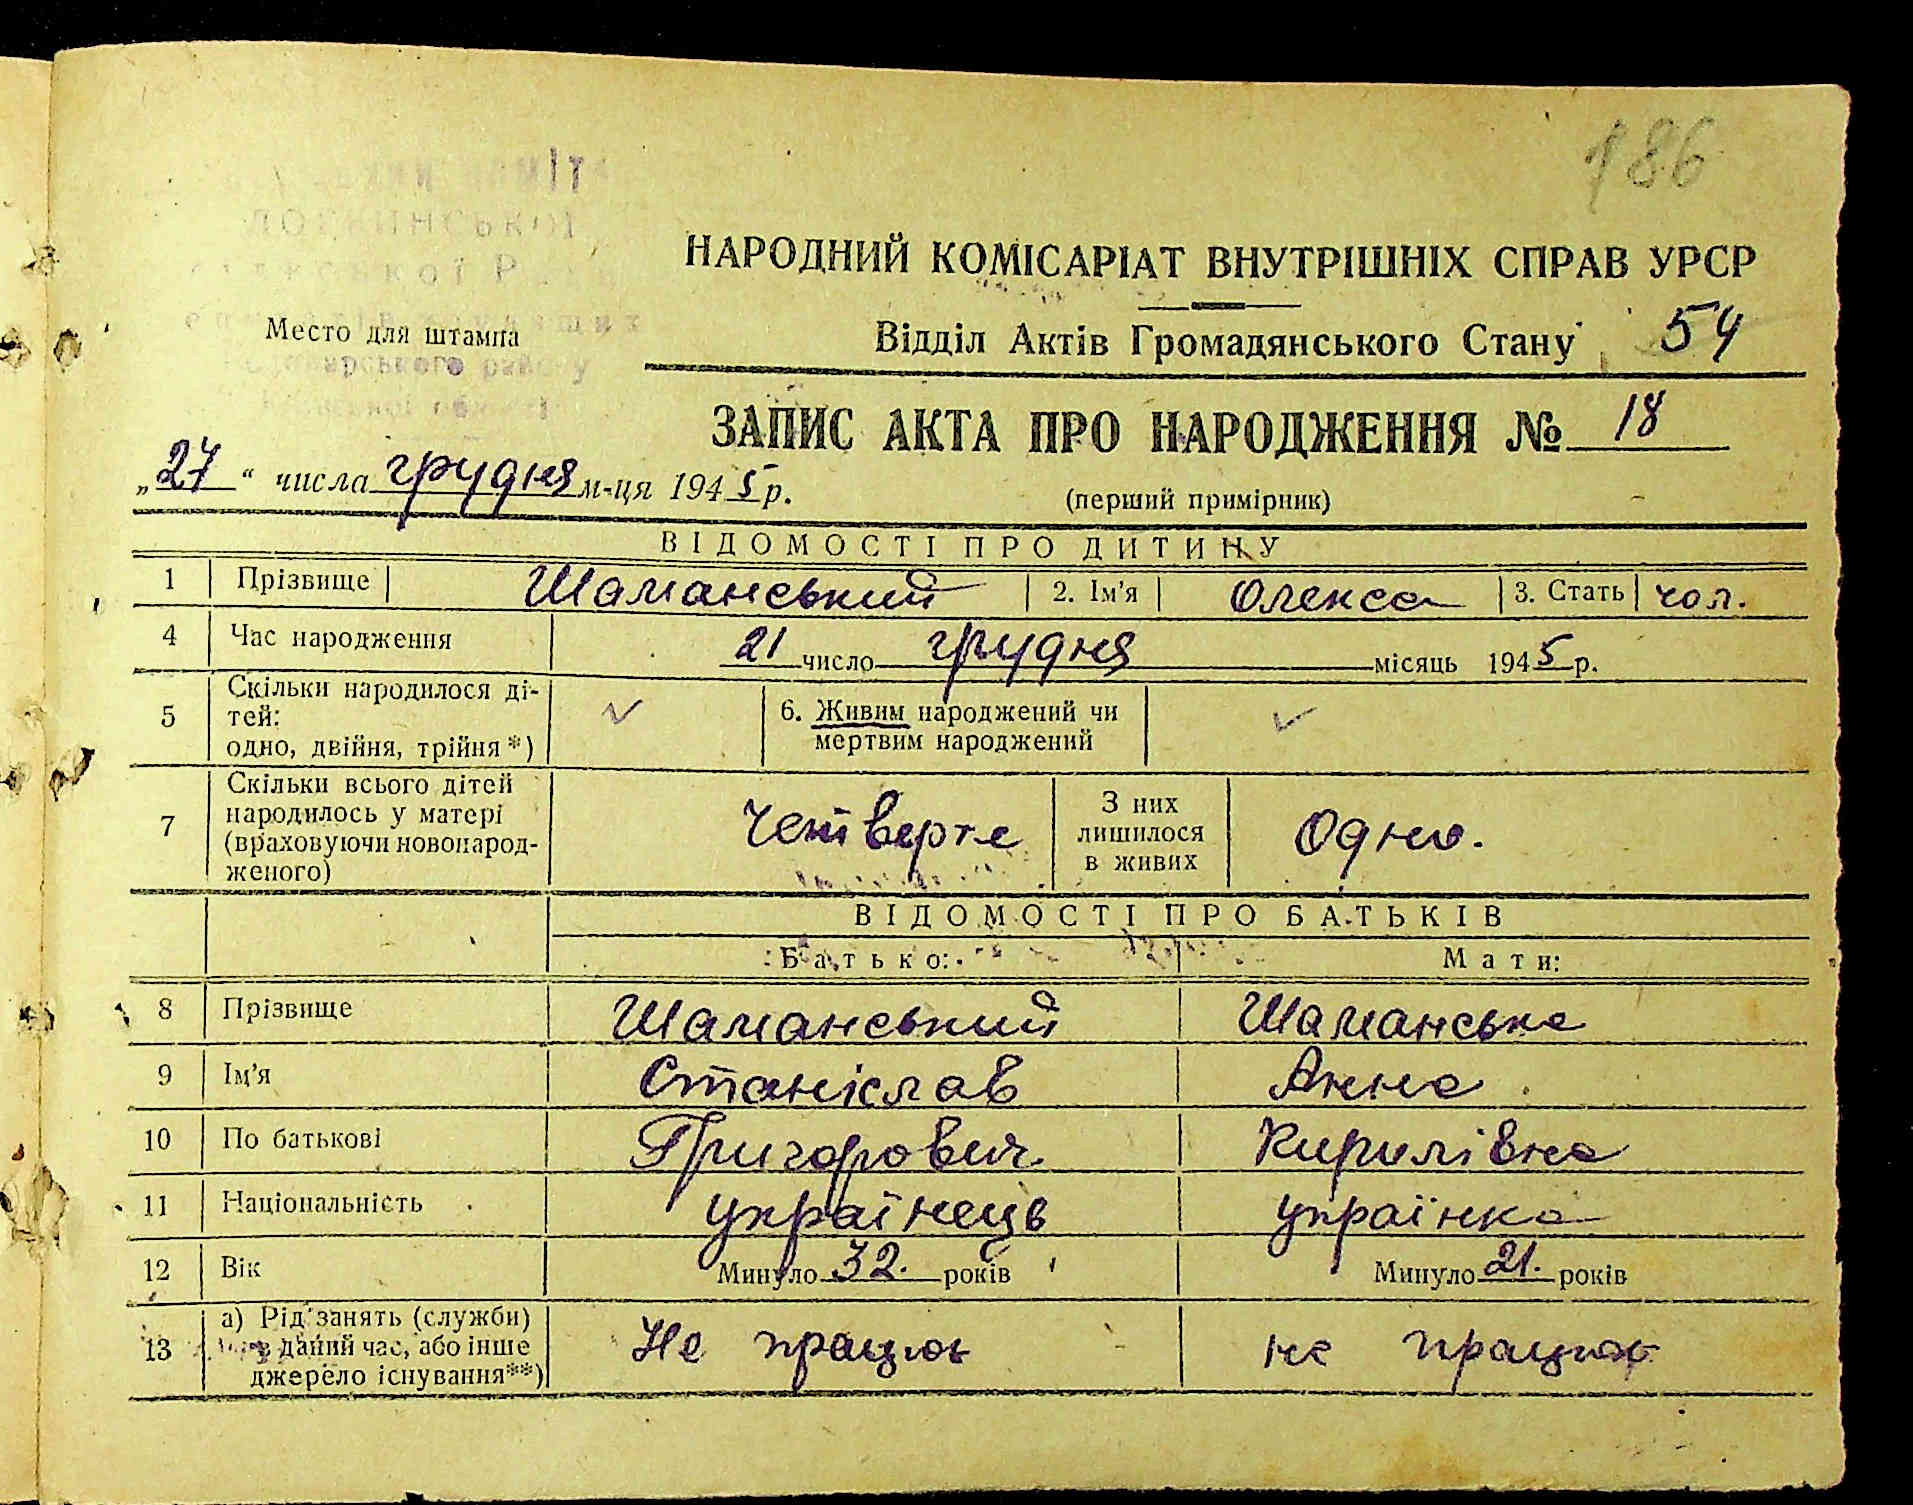 186
НАРОДНИЙ КОМІСАРІАТ ВНУТРІШНІХ СПРАВ УРСР
Место для штампа
Відділ Актів Громадянського Стану 54
ЗАПИС АКТА ПРО НАРОДЖЕННЯ № 18
„27“ числа грудня м-ця 1945 р.
(перший примірник)
ВІДОМОСТІ ПРО ДИТИНУ
1 Прізвище Шаманський 2. Ім'я Олекса 3. Стать чол.
4 Час народження 21 число грудня місяць 1945 р.
5 Скільки народилося ді-
тей:
одно, двійня, трійня*)
6. Живим народжений чи
мертвим народжений
7 Скільки всього дітей
народилось у матері
(враховуючи новонарод-
женого)
Четверте
З них
лишилося
в живих
Одно.
ВІДОМОСТІ ПРО БАТЬКІВ
Батько: Мати:
8 Прізвище Шаманський Шаманська
9 Ім'я Станіслав Анна
10 По батькові Григорович Кирилівна
11 Національність українець українка
12 Вік Минуло 32. років Минуло 21. років
13 а) Рід занять (служби)
в даний час, або інше
джерело існування**)
Не працює не працює